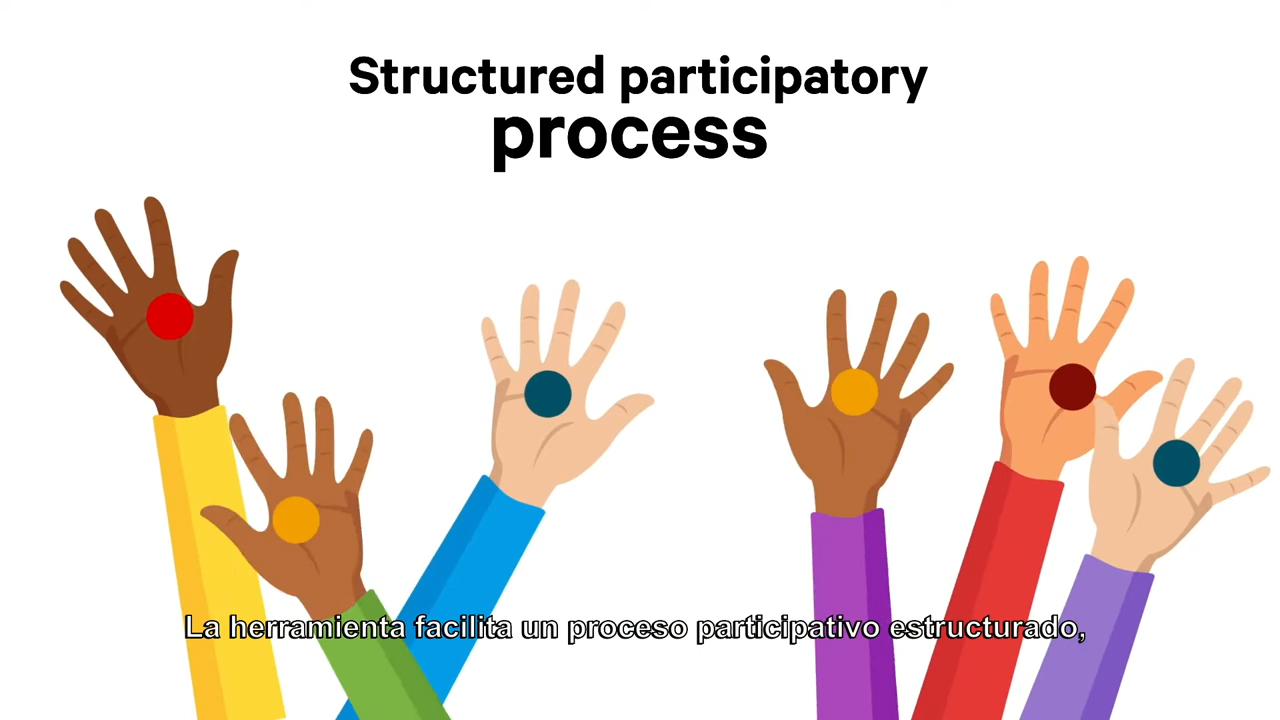 Structured participatory
process
La herramienta facilita un proceso participativo estructurado,